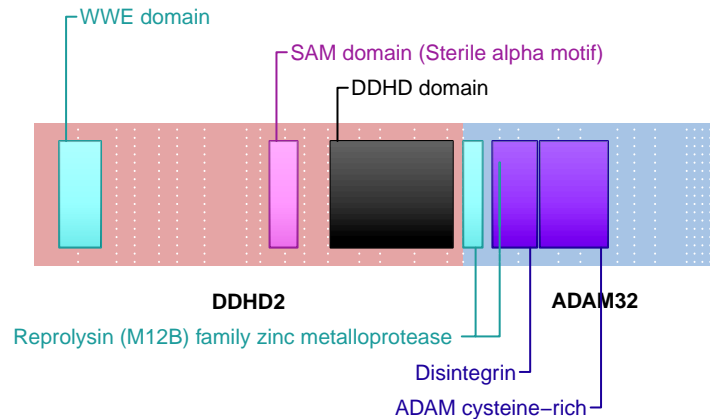 WWE domain
SAM domain (Sterile alpha motif)
DDHD domain
DDHD2
ADAM32
Reprolysin (M12B) family zinc metalloprotease
Disintegrin
ADAM cysteine−rich